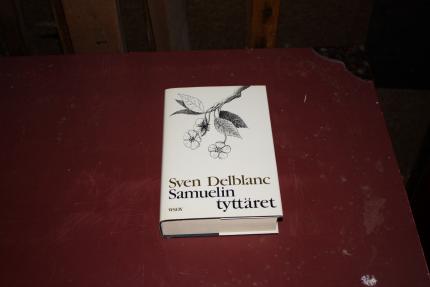 Sven Delblanc
Samuelin
tyttäret
WSOY